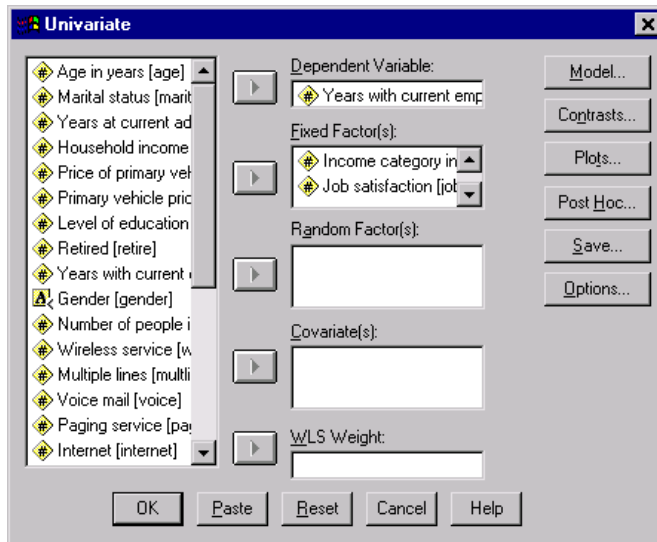 Univariate
Age in years [age]
Marital status [marit
Years at current ad
Household income
Price of primary veh
Primary vehicle pric
Level of education
Retired [retire]
Years with current
Gender [gender]
Number of people i
Wireless service [w
Multiple lines [multli
Voice mail [voice]
Paging service [pag
Internet [internet]
Dependent Variable:
Years with current emp
Fixed Factor(s):
Income category in
Job satisfaction [job
Random Factor(s):
Covariate(s):
WLS Weight:
Model...
Contrasts...
Plots...
Post Hoc...
Save...
Options...
OK
Paste
Reset
Cancel
Help